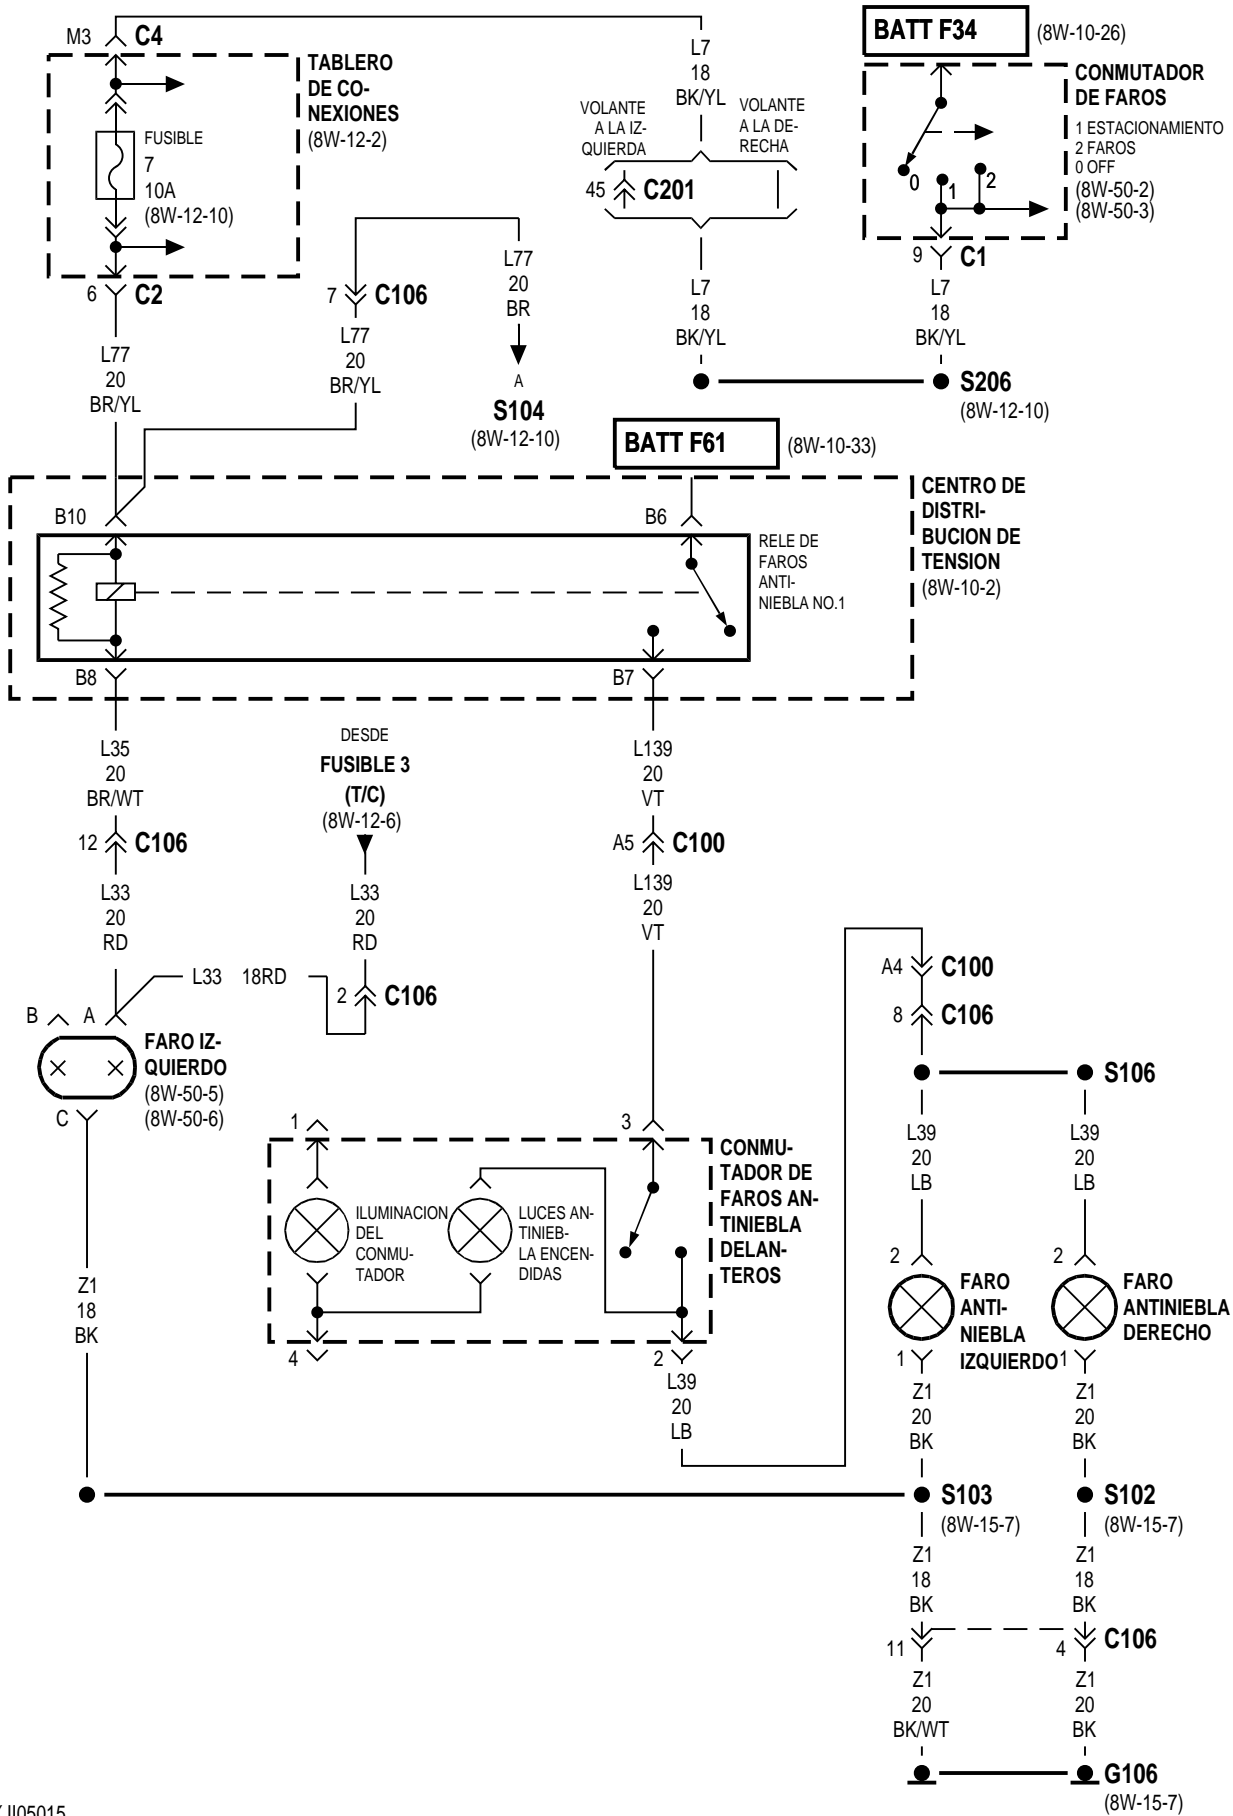 M3 C4
TABLERO
DE CO-
NEXIONES
(8W-12-2)
FUSIBLE
7
10A
(8W-12-10)
6 C2
L77
20
BR/YL
7 C106
L77
20
BR/YL
L77
20
BR
A
S104
(8W-12-10)
L7
18
BK/YL
VOLANTE
A LA IZ-
QUIERDA
VOLANTE
A LA DE-
RECHA
45 C201
L7
18
BK/YL
BATT F34 (8W-10-26)
CONMUTADOR
DE FAROS
1 ESTACIONAMIENTO
2 FAROS
0 OFF
(8W-50-2)
(8W-50-3)
0 1 2
9 C1
L7
18
BK/YL
S206
(8W-12-10)
BATT F61 (8W-10-33)
CENTRO DE
DISTRI-
BUCION DE
TENSION
(8W-10-2)
B10
B6
RELE DE
FAROS
ANTI-
NIEBLA NO.1
B8
B7
L35
20
BR/WT
12 C106
L33
20
RD
DESDE
FUSIBLE 3
(T/C)
(8W-12-6)
L33
20
RD
2 C106
L33 18RD
L139
20
VT
A5 C100
L139
20
VT
B A
FARO IZ-
QUIERDO
(8W-50-5)
(8W-50-6)
C
Z1
18
BK
A4 C100
8 C106
S106
L39
20
LB
L39
20
LB
1
3
CONMU-
TADOR DE
FAROS AN-
TINIEBLA
DELAN-
TEROS
ILUMINACION
DEL
CONMU-
TADOR
LUCES AN-
TINIEB-
LA ENCEN-
DIDAS
4
2
L39
20
LB
2
FARO
ANTI-
NIEBLA
IZQUIERDO
1
2
FARO
ANTINIEBLA
DERECHO
1
Z1
20
BK
Z1
20
BK
S103
(8W-15-7)
S102
(8W-15-7)
Z1
18
BK
Z1
18
BK
11
4 C106
Z1
20
BK/WT
Z1
20
BK
G106
(8W-15-7)